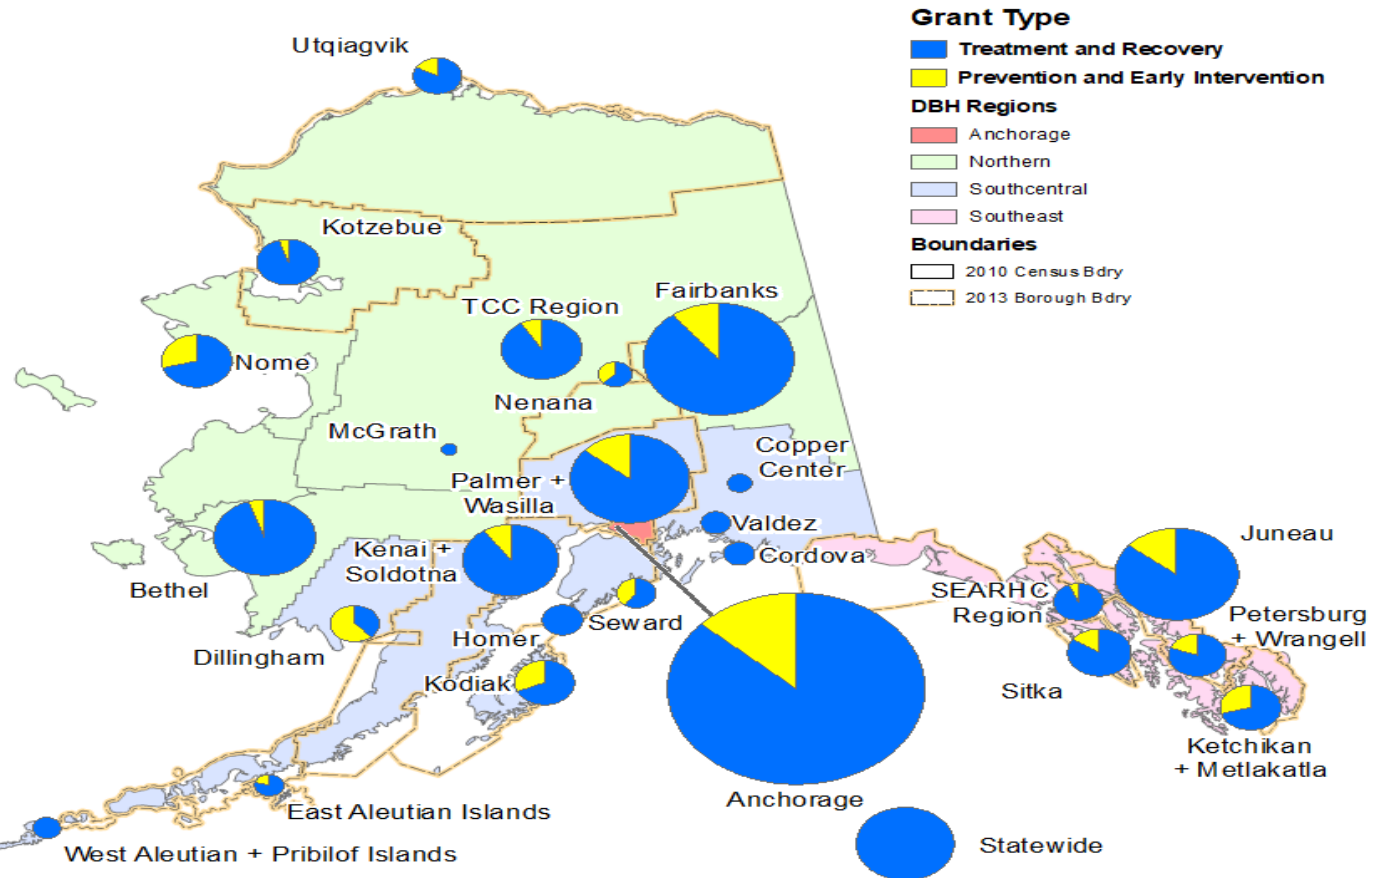 Grant Type
Treatment and Recovery
Prevention and Early Intervention
DBH Regions
Anchorage
Northern
Southcentral
Southeast
Boundaries
2010 Census Bdry
2013 Borough Bdry
Utqiagvik
Kotzebue
TCC Region
Fairbanks
Nome
Nenana
McGrath
Copper
Center
Palmer +
Wasilla
Valdez
Cordova
Kenai +
Soldotna
Bethel
Juneau
SEARHC
Region
Petersburg
+ Wrangell
Seward
Homer
Dillingham
Kodiak
Sitka
Ketchikan
+ Metlakatla
Anchorage
East Aleutian Islands
West Aleutian + Pribilof Islands
Statewide